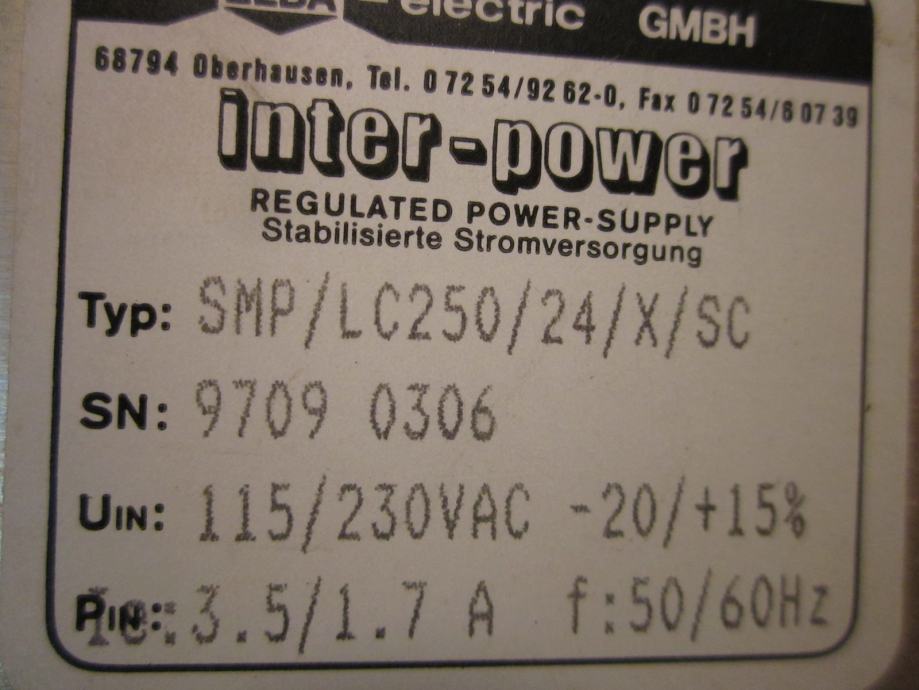 electric GMBH
68794 Oberhausen, Tel. 0 72 54/92 62-0, Fax 0 72 54/6 07 39
inter-power
REGULATED POWER-SUPPLY
Stabilisierte Stromversorgung
Typ: SMP/LC250/24/X/SC
SN: 9709 0306
UIN: 115/230VAC -20/+15%
PIN: 3.5/1.7 A f:50/60Hz